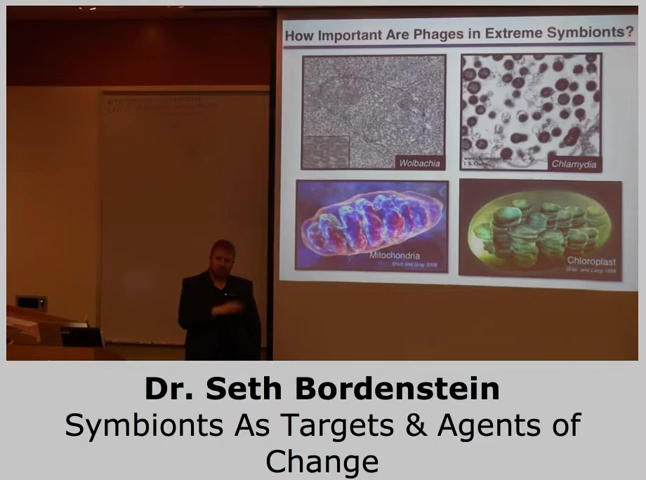 How Important Are Phages in Extreme Symbionts?
Wolbachia
Chlamydia
Mitochondria
Chloroplast
Dr. Seth Bordenstein
Symbionts As Targets & Agents of
Change